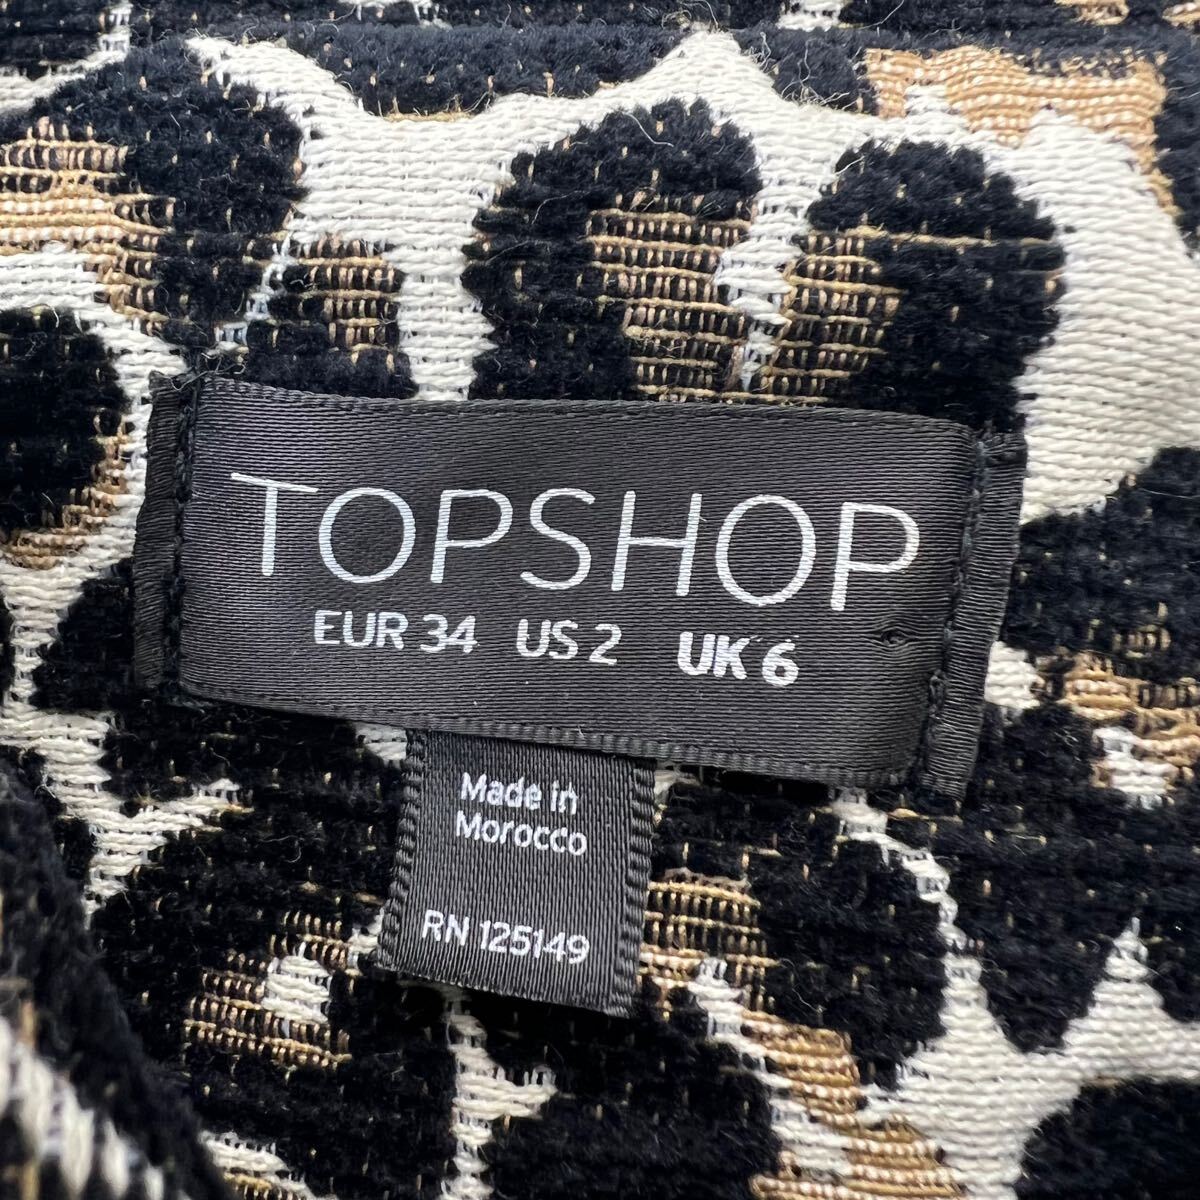 TOPSHOP
EUR 34 US 2 UK 6
Made in
Morocco
RN 125149